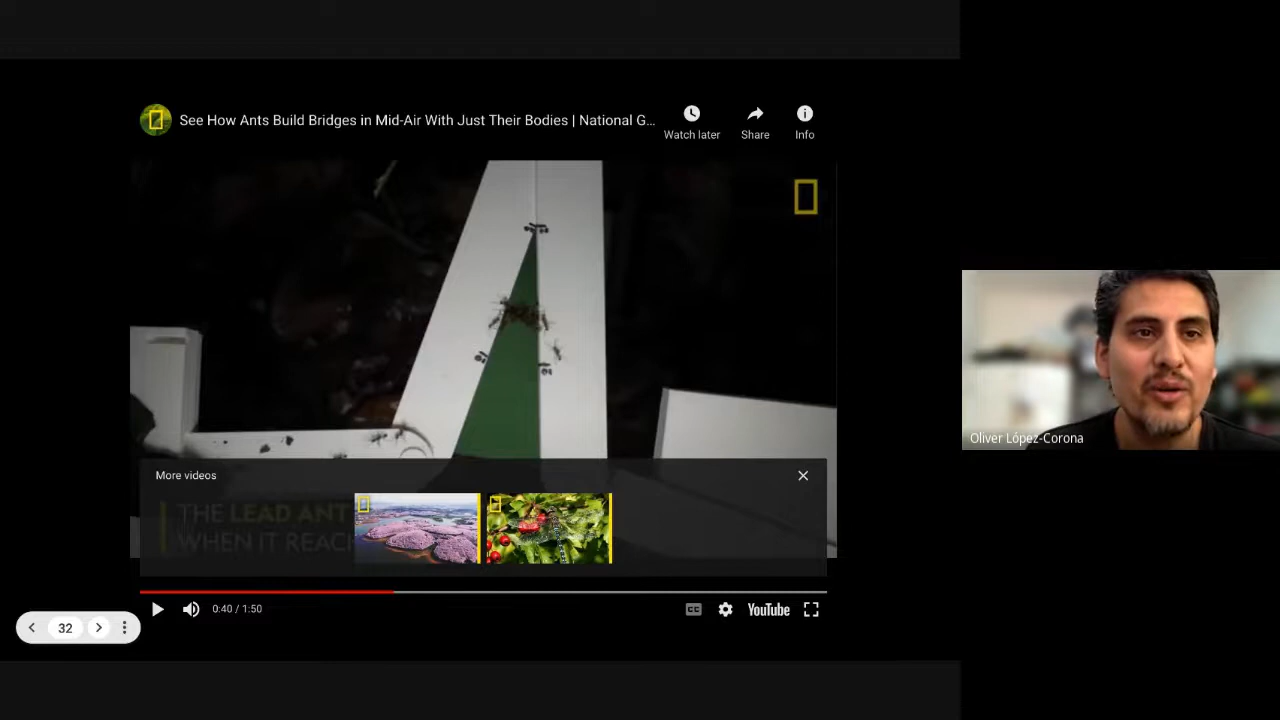 See How Ants Build Bridges in Mid-Air With Just Their Bodies | National G...
Watch later
Share
Info
More videos
THE LEAD ANT
WHEN IT REACH
0:40 / 1:50
CC
YouTube
32
Oliver López-Corona